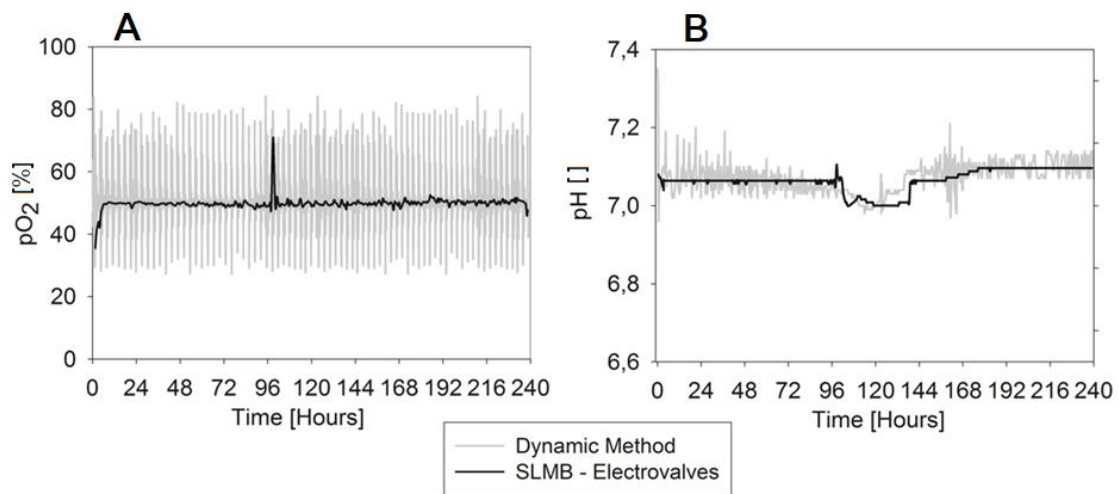 A
100
80
60
40
20
0
pO2 [%]
0 24 48 72 96 120 144 168 192 216 240
Time [Hours]
B
7,4
7,2
7,0
6,8
6,6
pH [ ]
0 24 48 72 96 120 144 168 192 216 240
Time [Hours]
Dynamic Method
SLMB - Electrovalves